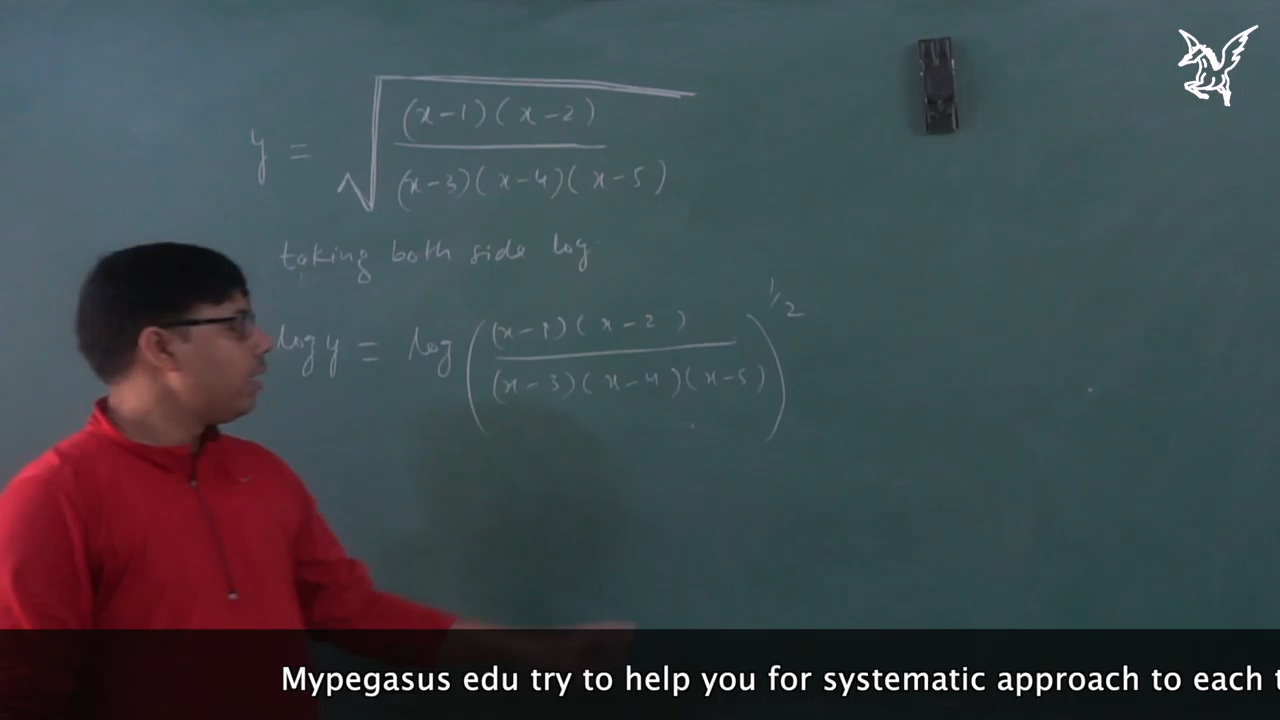 y = √((x-1)(x-2) / (x-3)(x-4)(x-5))
taking both side log
log y = log((x-1)(x-2) / (x-3)(x-4)(x-5))^1/2
Mypegasus edu try to help you for systematic approach to each